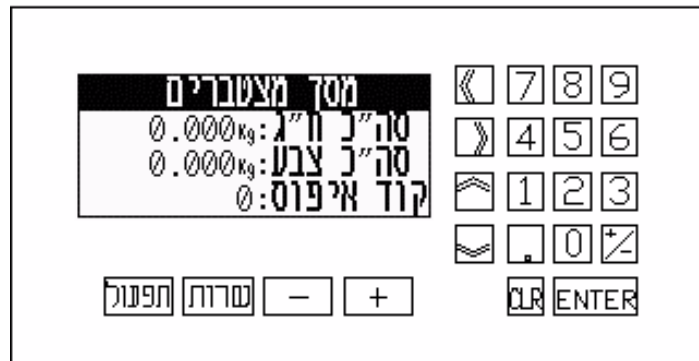 מסך מצטברים
סה"כ ח"ג: 0.000Kg
סה"כ צבע: 0.000Kg
קוד איפוס: 0
《 7 8 9
》 4 5 6
︽ 1 2 3
︾ . 0 +/-
תפעול שרות - + CLR ENTER